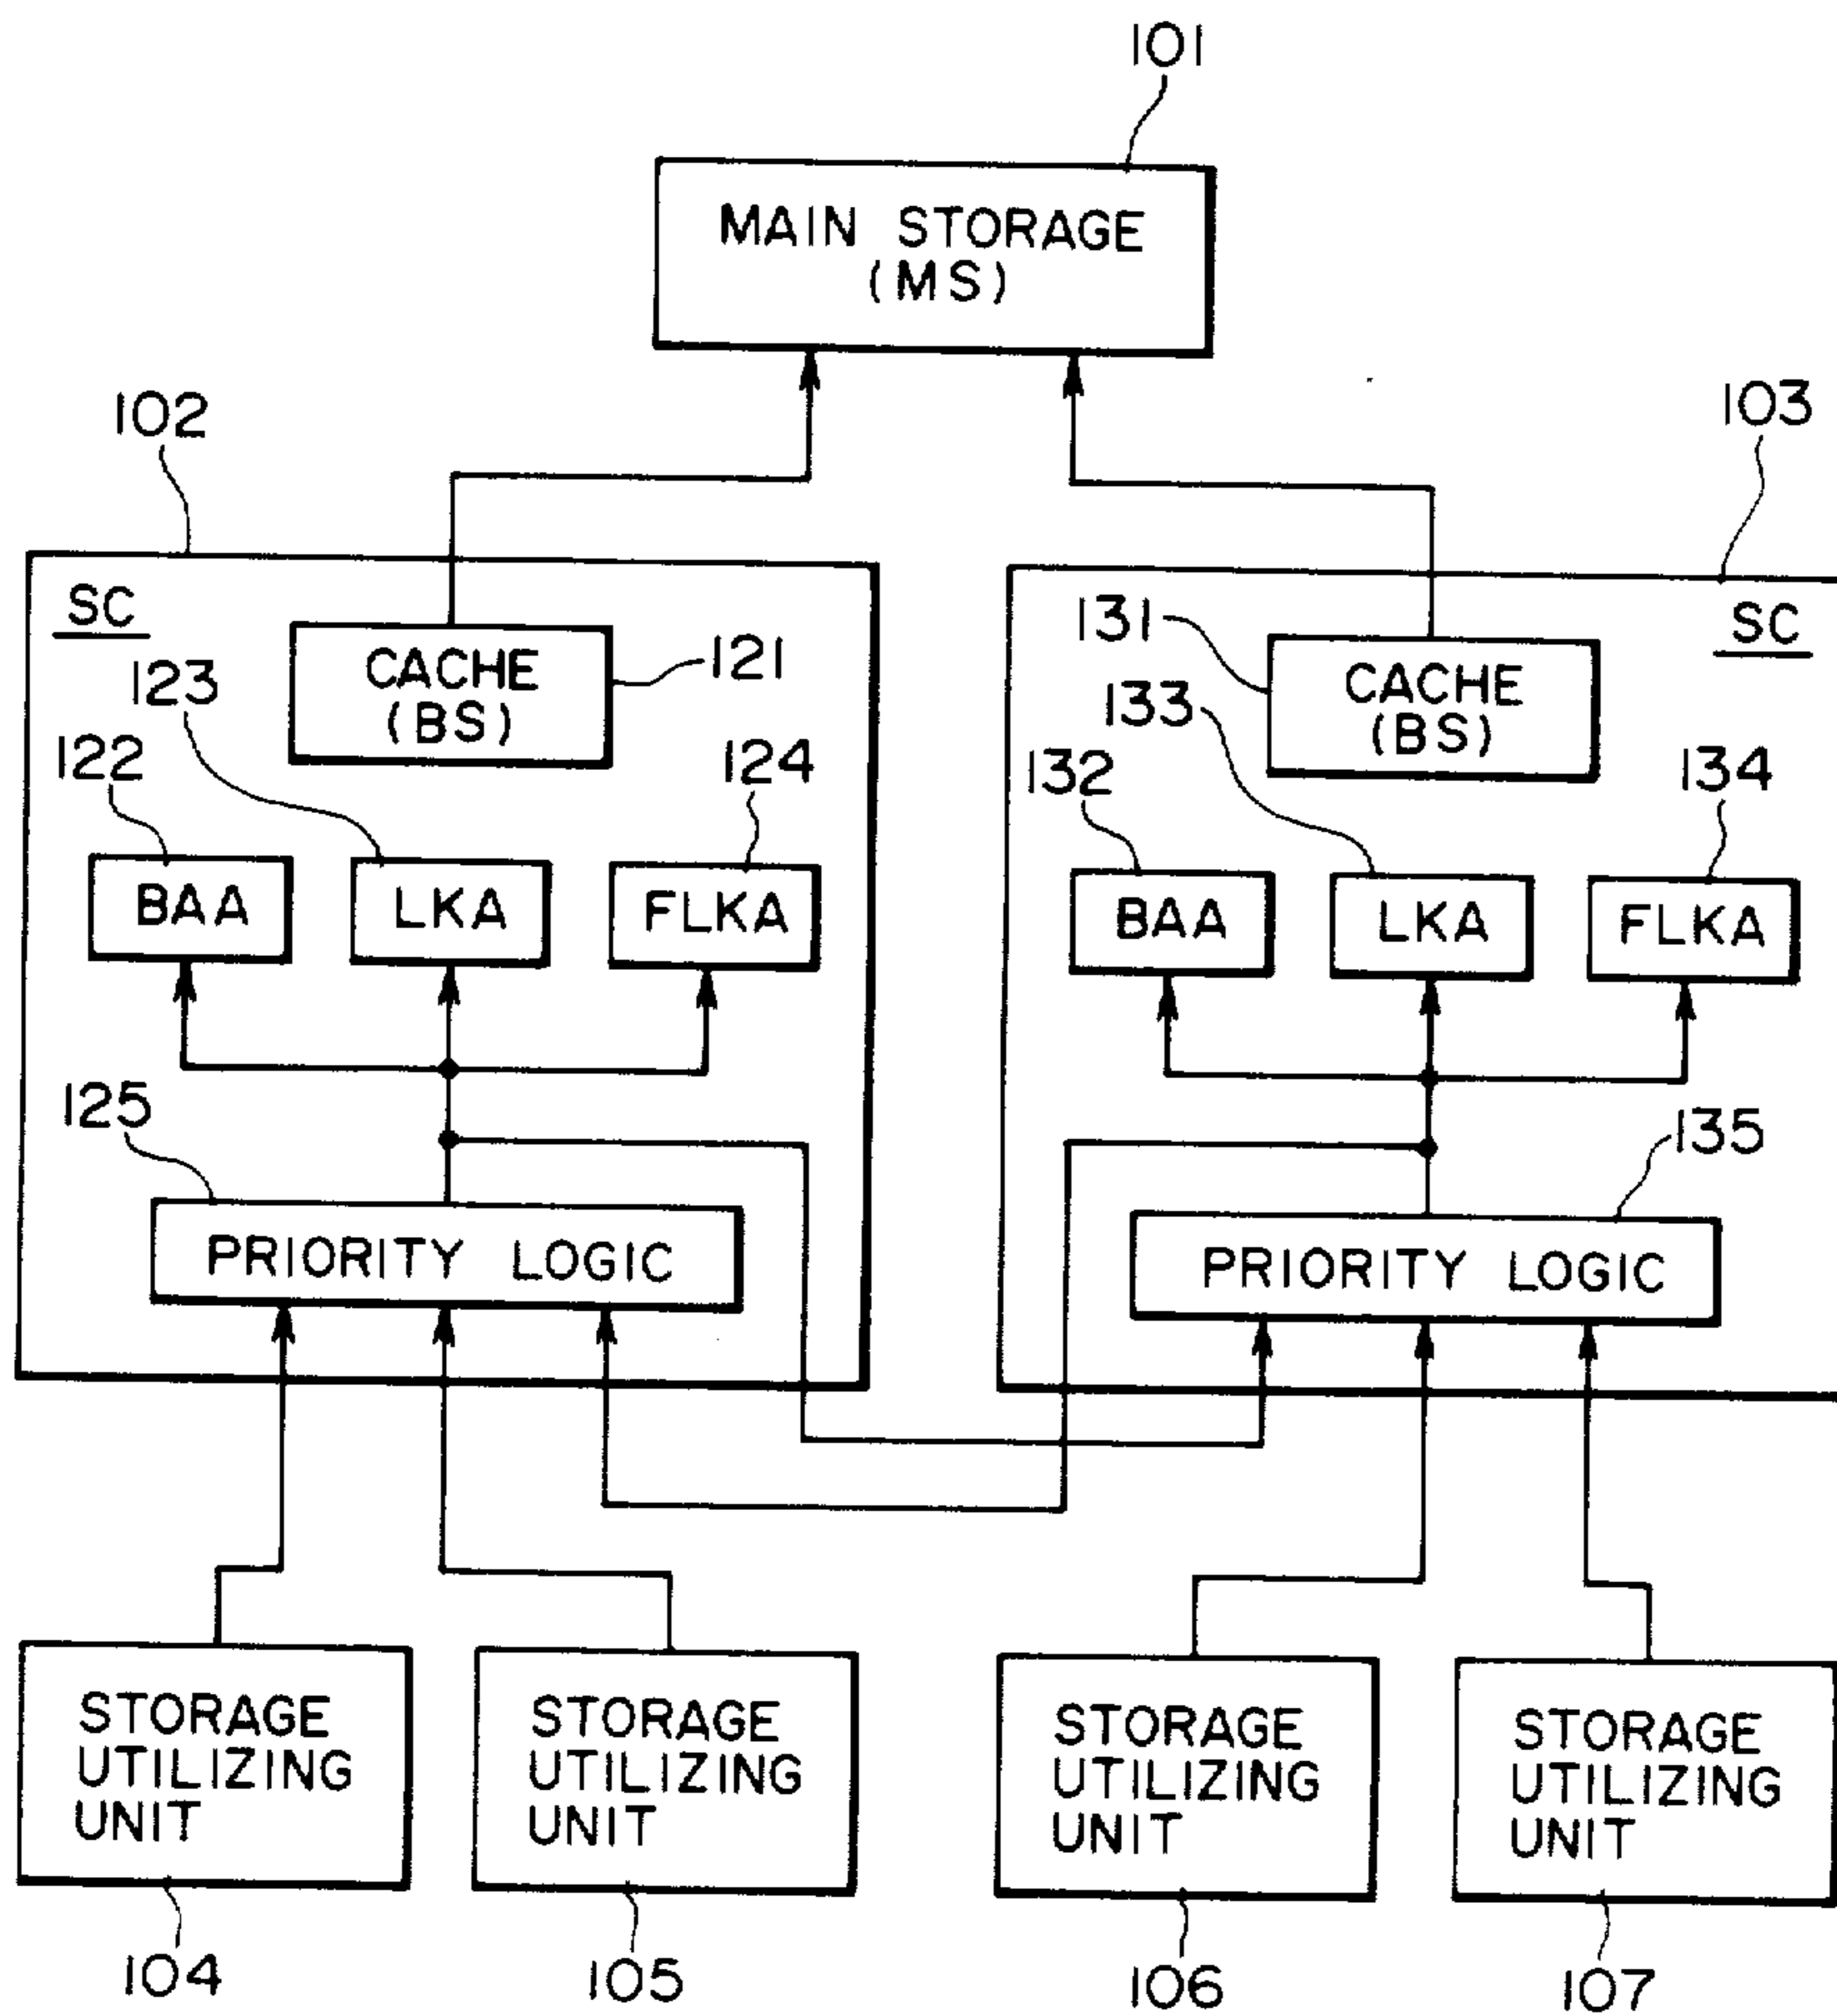 101
MAIN STORAGE
(MS)
102
103
SC
CACHE
(BS)
121
123
122
124
BAA
LKA
FLKA
125
PRIORITY LOGIC
SC
131
CACHE
(BS)
133
132
134
BAA
LKA
FLKA
135
PRIORITY LOGIC
STORAGE
UTILIZING
UNIT
104
STORAGE
UTILIZING
UNIT
105
STORAGE
UTILIZING
UNIT
106
STORAGE
UTILIZING
UNIT
107